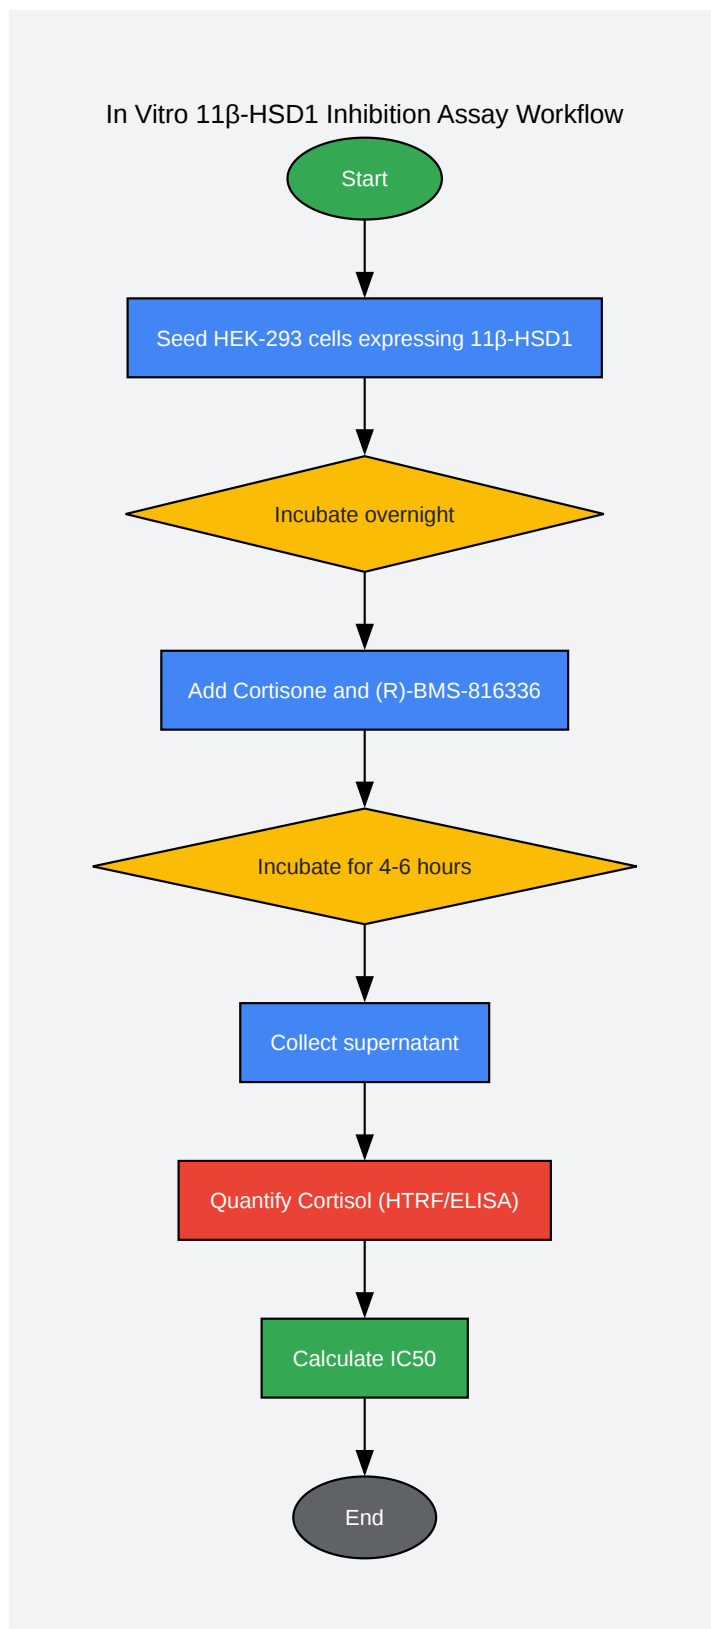 In Vitro 11β-HSD1 Inhibition Assay Workflow
Start
Seed HEK-293 cells expressing 11β-HSD1
Incubate overnight
Add Cortisone and (R)-BMS-816336
Incubate for 4-6 hours
Collect supernatant
Quantify Cortisol (HTRF/ELISA)
Calculate IC50
End